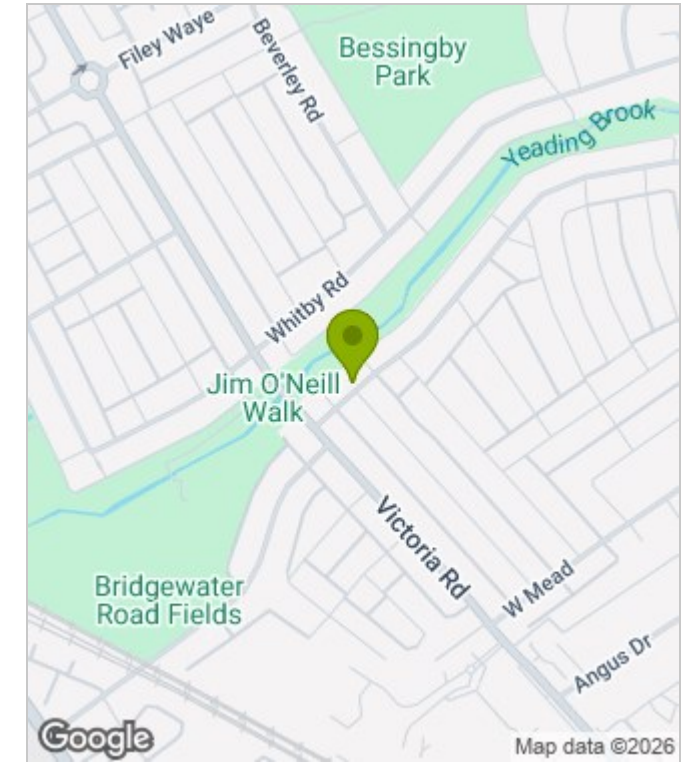 Filey Waye
Beverley Rd
Bessingby
Park
Yeading Brook
Whitby Rd
Jim O'Neill
Walk
Victoria Rd
Bridgewater
Road Fields
W Mead
Angus Dr
Google
Map data ©2026